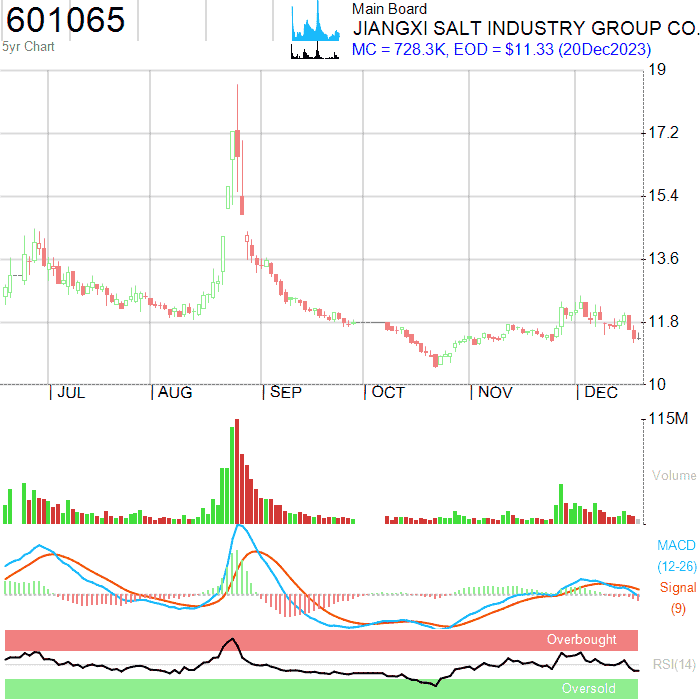 601065
5yr Chart
Main Board
JIANGXI SALT INDUSTRY GROUP CO.
MC = 728.3K, EOD = $11.33 (20Dec2023)
19
17.2
15.4
13.6
11.8
10
JUL AUG SEP OCT NOV DEC
115M
Volume
MACD
(12-26)
Signal
(9)
Overbought
RSI(14)
Oversold